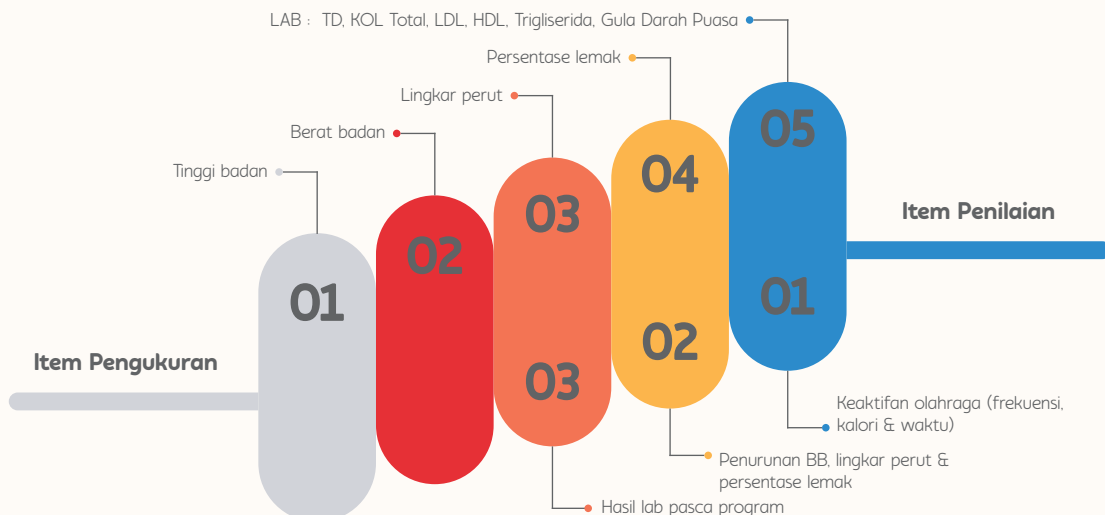 LAB : TD, KOL Total, LDL, HDL, Trigliserida, Gula Darah Puasa
Persentase lemak
Lingkar perut
Berat badan
Tinggi badan
05
04
03
02
01
Item Penilaian
Item Pengukuran
01
02
03
Keaktifan olahraga (frekuensi,
kalori & waktu)
Penurunan BB, lingkar perut &
persentase lemak
Hasil lab pasca program